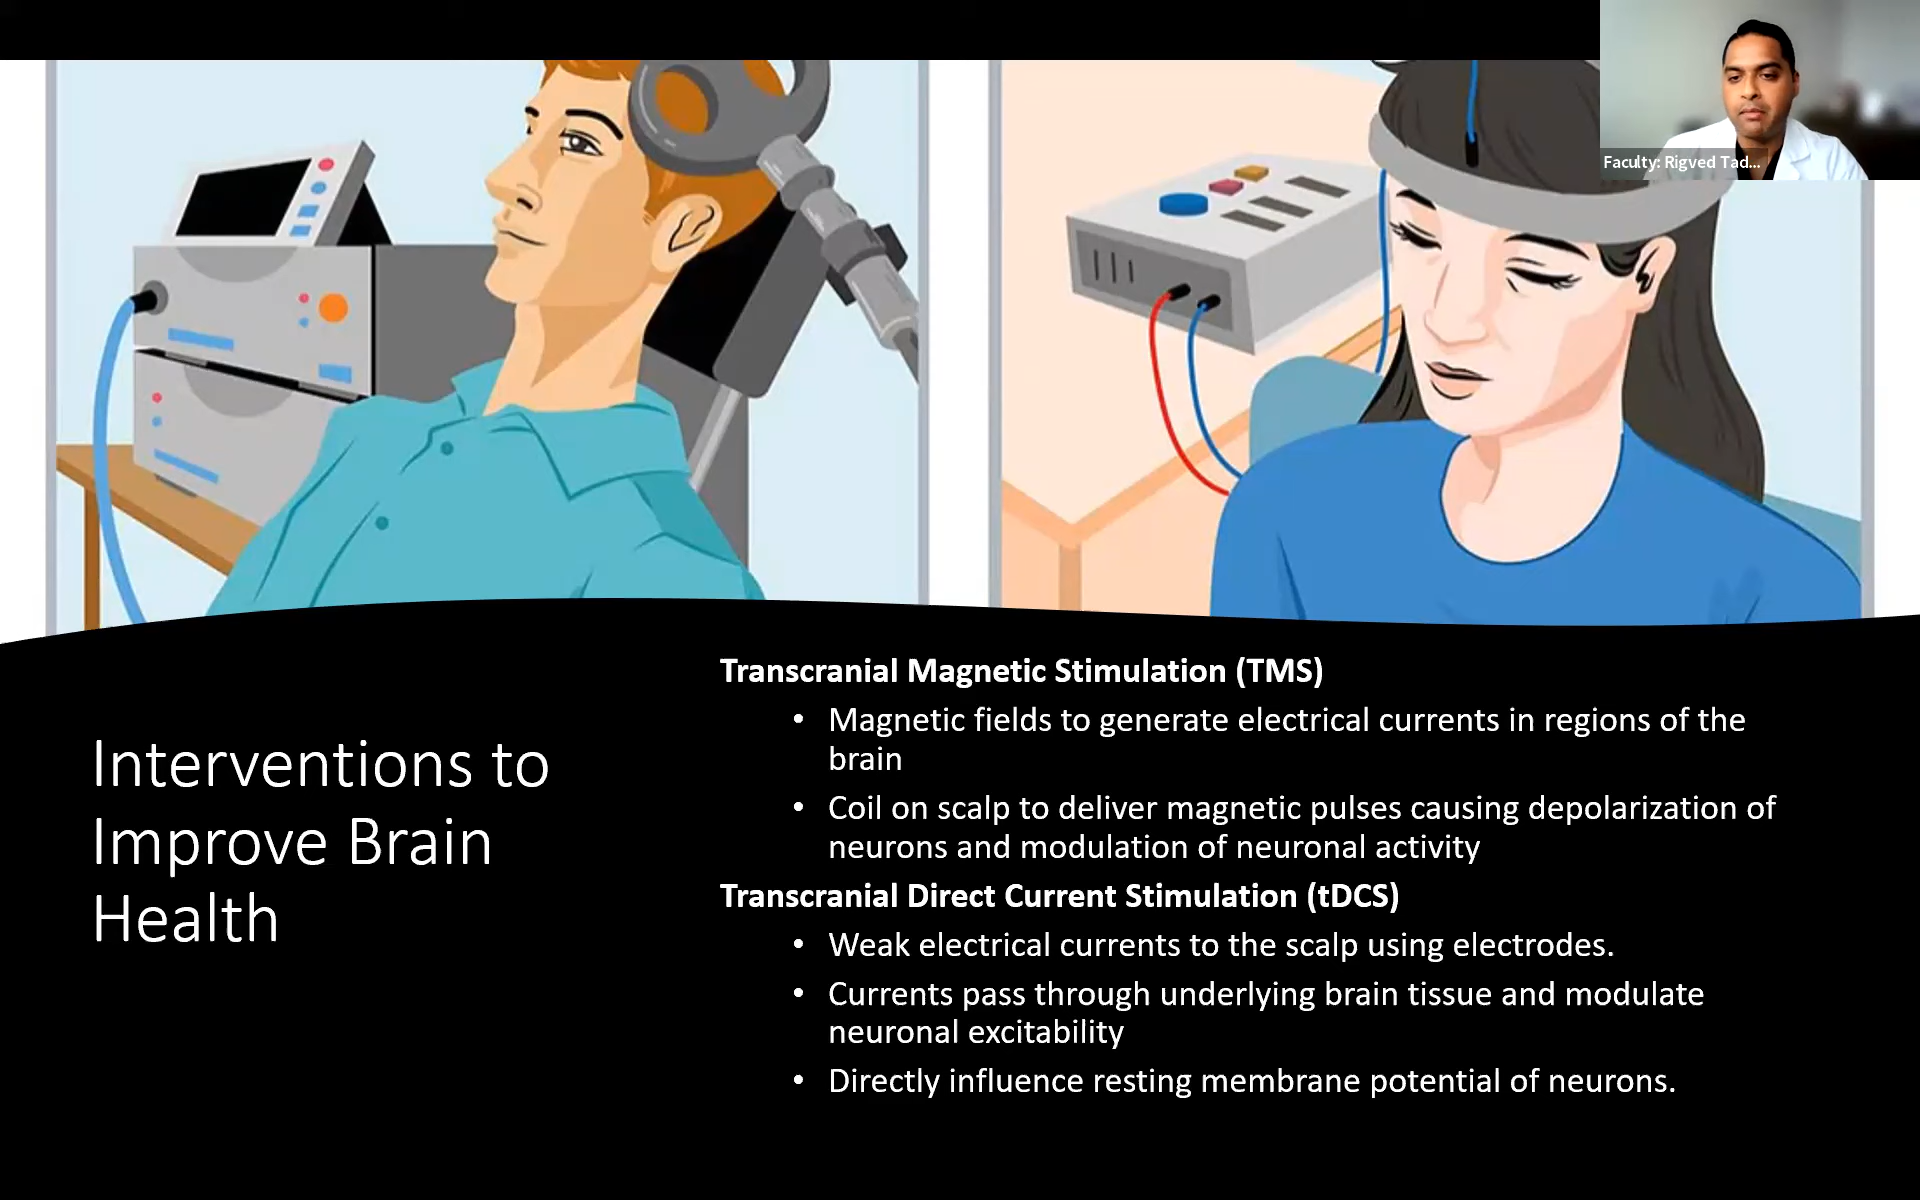 Faculty: Rigved Tad...
Interventions to
Improve Brain
Health
Transcranial Magnetic Stimulation (TMS)
• Magnetic fields to generate electrical currents in regions of the
brain
• Coil on scalp to deliver magnetic pulses causing depolarization of
neurons and modulation of neuronal activity
Transcranial Direct Current Stimulation (tDCS)
• Weak electrical currents to the scalp using electrodes.
• Currents pass through underlying brain tissue and modulate
neuronal excitability
• Directly influence resting membrane potential of neurons.